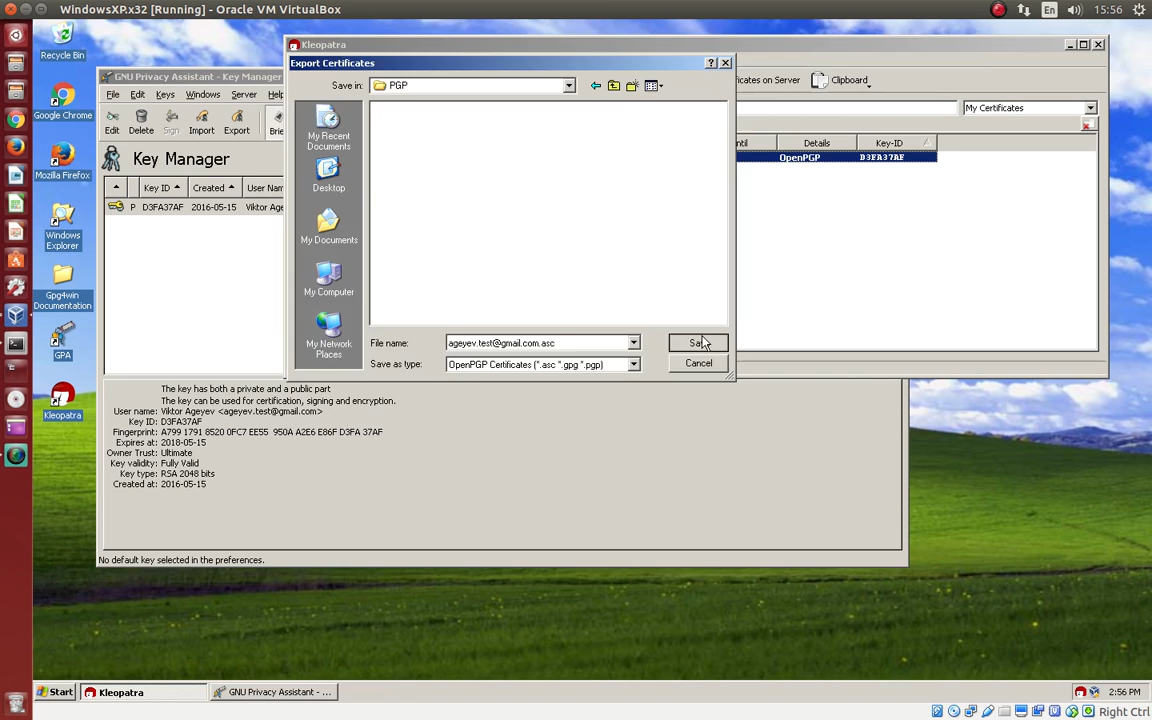 WindowsXP.x32 [Running] - Oracle VM VirtualBox
En
15:56
Recycle Bin
Google Chrome
Mozilla Firefox
Windows
Explorer
Gpg4win
Documentation
GPA
Kleopatra
GNU Privacy Assistant - Key Manager
File Edit Keys Windows Server Help
Edit Delete Sign Import Export Brie
Key Manager
Key ID Created User Nam
P D3FA37AF 2016-05-15 Viktor Age
The key has both a private and a public part
The key can be used for certification, signing and encryption.
User name: Viktor Ageyev <ageyev.test@gmail.com>
Key ID: D3FA37AF
Fingerprint: A799 1791 8520 0FC7 EE55 950A A2E6 E86F D3FA 37AF
Expires at: 2018-05-15
Owner Trust: Ultimate
Key validity: Fully Valid
Key type: RSA 2048 bits
Created at: 2016-05-15
No default key selected in the preferences.
Kleopatra
icates on Server
Clipboard
My Certificates
ntil Details Key-ID
OpenPGP D3FA37AF
Export Certificates
Save in:
PGP
My Recent
Documents
Desktop
My Documents
My Computer
My Network
Places
File name:
ageyev.test@gmail.com.asc
Sa
Save as type:
OpenPGP Certificates (*.asc *.gpg *.pgp)
Cancel
Start
Kleopatra
GNU Privacy Assistant - ...
2:56 PM
Right Ctrl